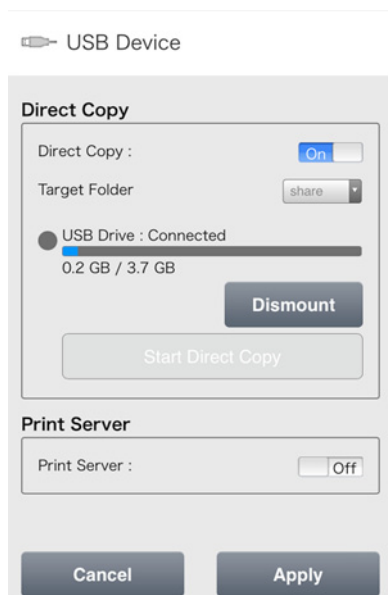 USB Device
Direct Copy
Direct Copy :
On
Target Folder
share
USB Drive : Connected
0.2 GB / 3.7 GB
Dismount
Start Direct Copy
Print Server
Print Server :
Off
Cancel
Apply